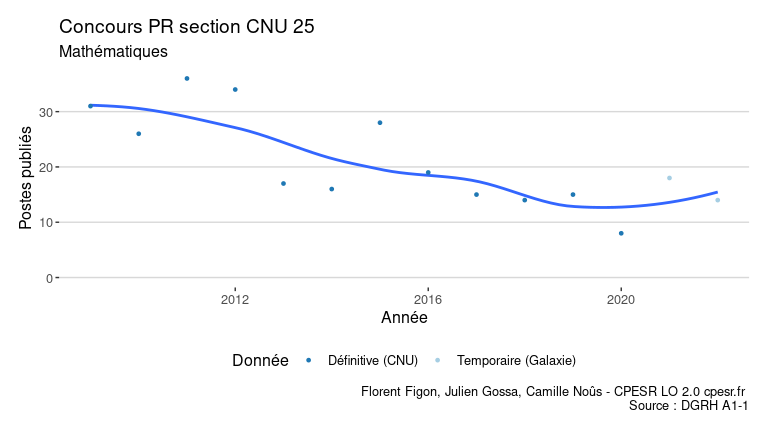 Concours PR section CNU 25
Mathématiques
Postes publiés
30
20
10
0
2012
2016
2020
Année
Donnée
Définitive (CNU)
Temporaire (Galaxie)
Florent Figon, Julien Gossa, Camille Noûs - CPESR LO 2.0 cpesr.fr
Source : DGRH A1-1